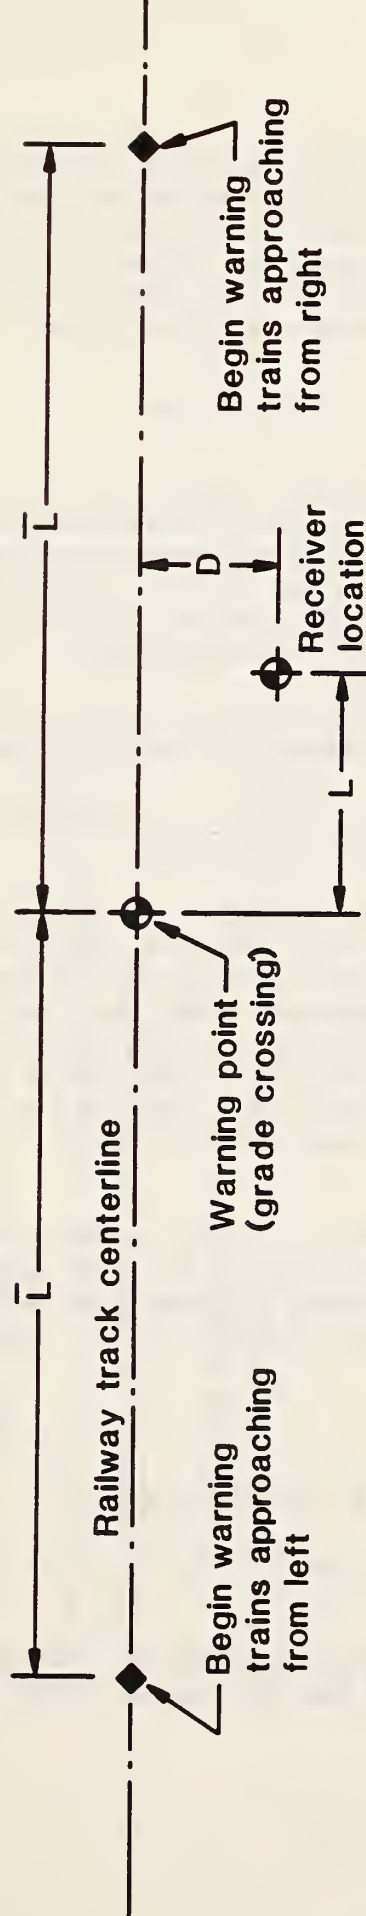 L̅
L̅
Railway track centerline
Begin warning
trains approaching
from left
Warning point
(grade crossing)
D
L
Receiver
location
Begin warning
trains approaching
from right